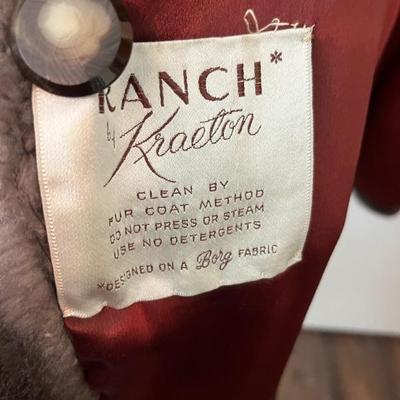 RANCH*
by Kraeton
CLEAN BY
FUR COAT METHOD
DO NOT PRESS OR STEAM
USE NO DETERGENTS
*DESIGNED ON A Borg FABRIC